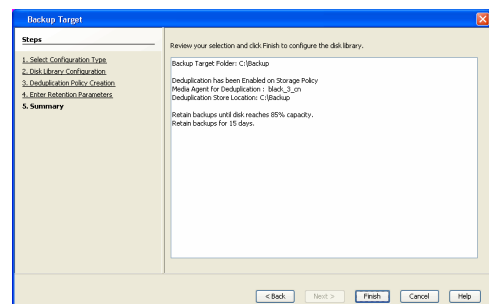 Backup Target
Steps
1. Select Configuration Type
2. Disk Library Configuration
3. Deduplication Policy Creation
4. Enter Retention Parameters
5. Summary
Review your selection and click Finish to configure the disk library.
Backup Target Folder: C:\Backup
Deduplication has been Enabled on Storage Policy
Media Agent for Deduplication : black_3_cn
Deduplication Store Location: C:\Backup
Retain backups until disk reaches 85% capacity.
Retain backups for 15 days.
< Back Next > Finish Cancel Help